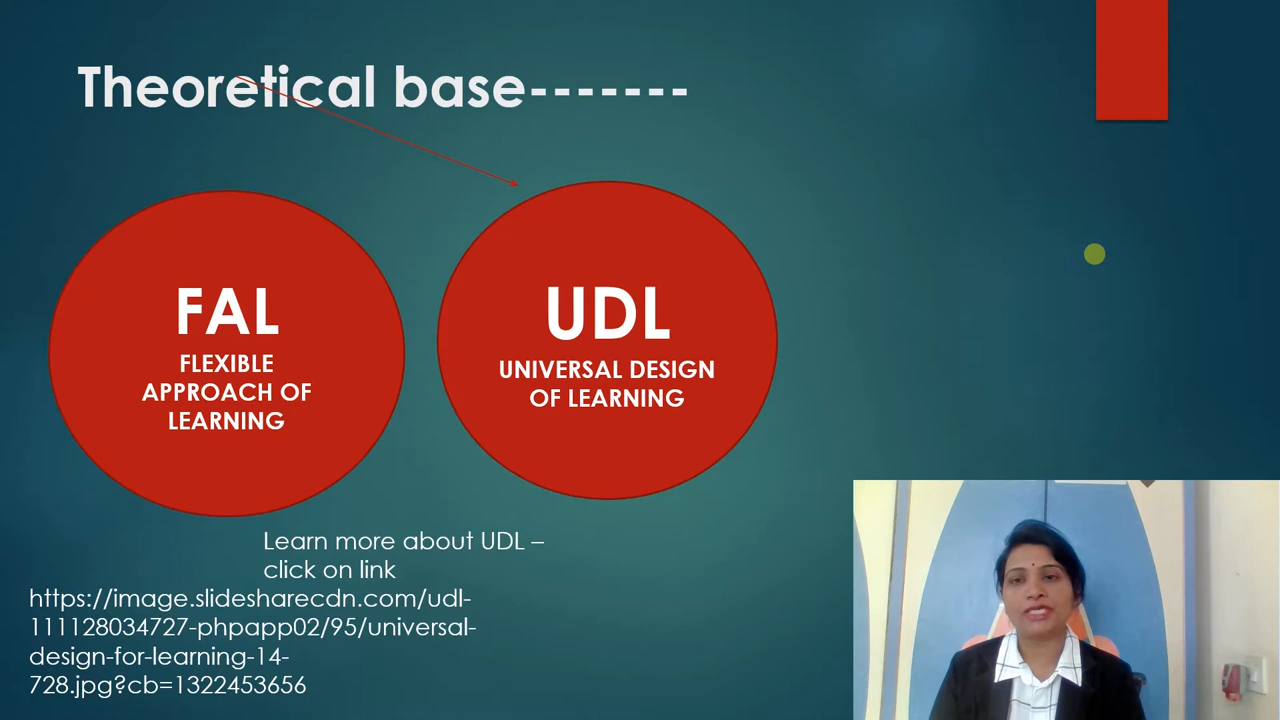 Theoretical base-------
FAL
FLEXIBLE
APPROACH OF
LEARNING
UDL
UNIVERSAL DESIGN
OF LEARNING
Learn more about UDL –
click on link
https://image.slidesharecdn.com/udl-
111128034727-phpapp02/95/universal-
design-for-learning-14-
728.jpg?cb=1322453656